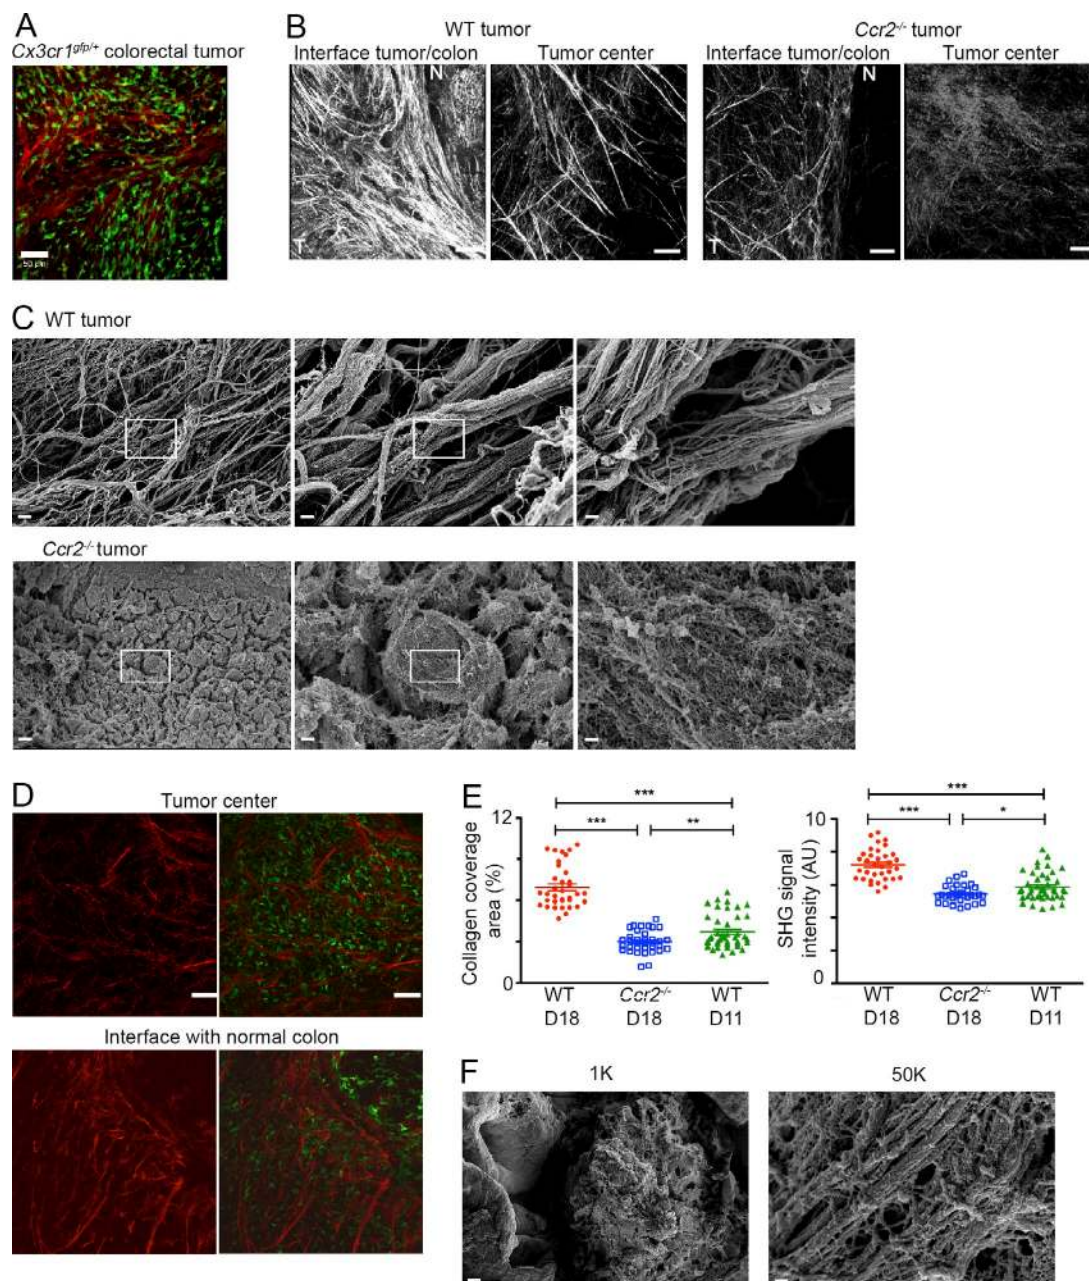 A
Cx3cr1gfp/+ colorectal tumor
50 µm
B
WT tumor
Ccr2-/- tumor
Interface tumor/colon
Tumor center
Interface tumor/colon
Tumor center
N
T
N
T
C
WT tumor
Ccr2-/- tumor
D
Tumor center
Interface with normal colon
E
Collagen coverage
area (%)
12
0
***
***
**
WT
D18
Ccr2-/-
D18
WT
D11
SHG signal
intensity (AU)
10
0
***
***
*
WT
D18
Ccr2-/-
D18
WT
D11
F
1K
50K